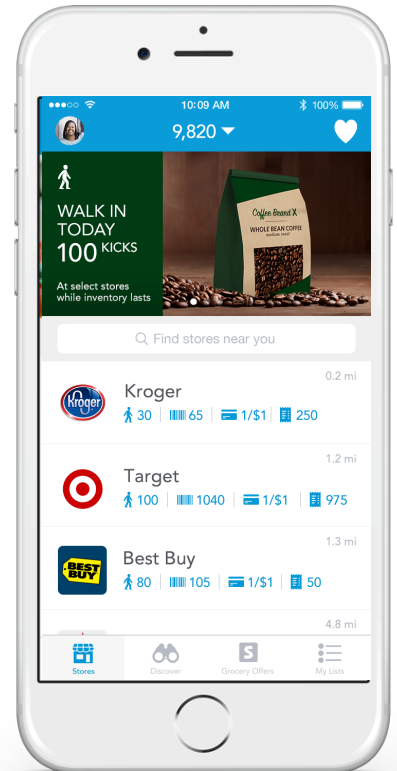 10:09 AM
100%
9,820
WALK IN
TODAY
100 KICKS
At select stores
while inventory lasts
Coffee Brand X
WHOLE BEAN COFFEE
medium roast
Find stores near you
0.2 mi
Kroger
Kroger
30 65 1/$1 250
1.2 mi
Target
100 1040 1/$1 975
1.3 mi
BEST
BUY
Best Buy
80 105 1/$1 50
4.8 mi
S
Stores Discover Grocery Offers My Lists